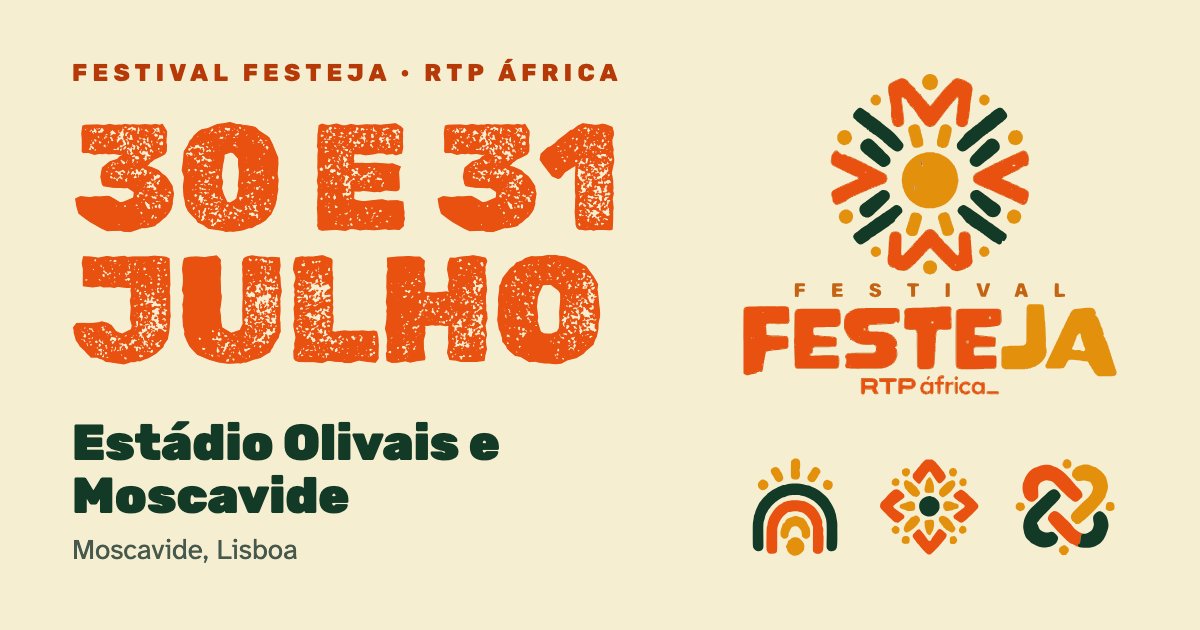 FESTIVAL FESTEJA · RTP ÁFRICA
30 E 31
JULHO
Estádio Olivais e
Moscavide
Moscavide, Lisboa
FESTIVAL
FESTEJA
RTP áfrica_